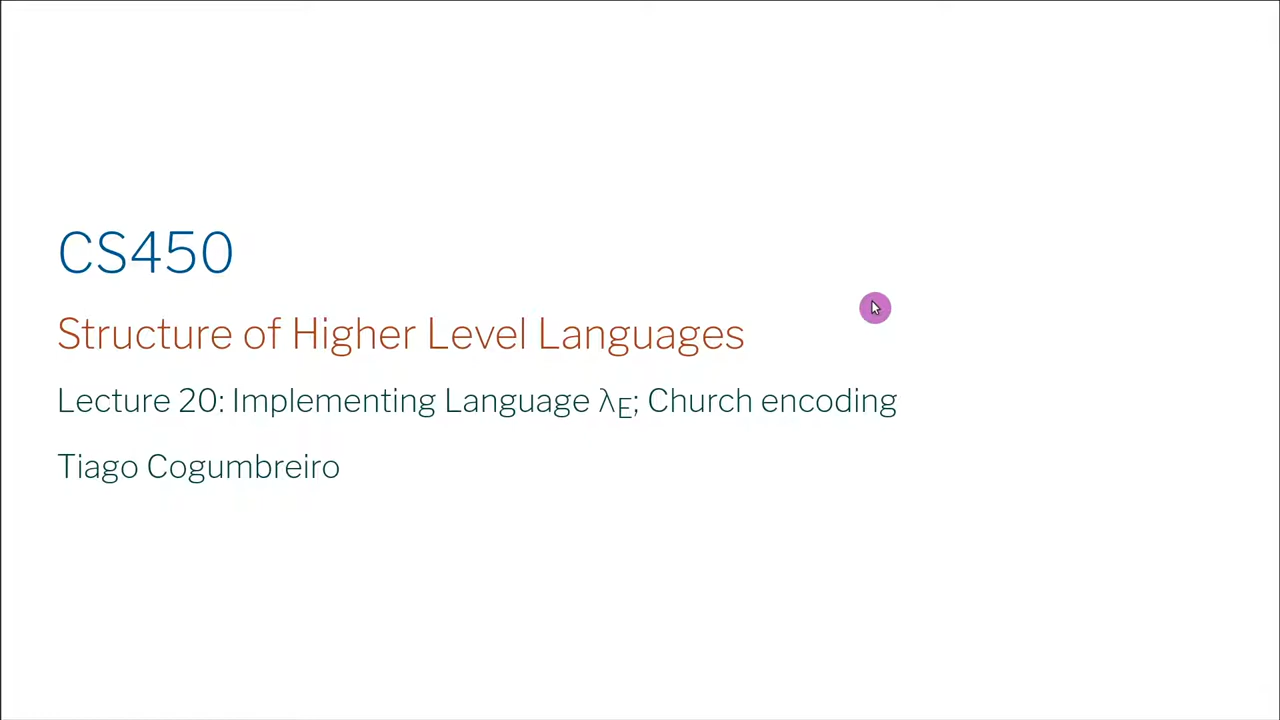 CS450
Structure of Higher Level Languages
Lecture 20: Implementing Language λE; Church encoding
Tiago Cogumbreiro